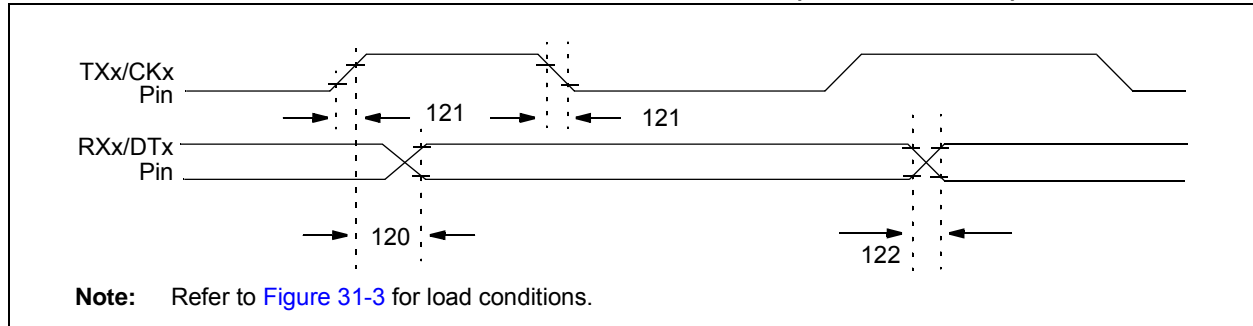 TXx/CKx
Pin
121
121
RXx/DTx
Pin
120
122
Note: Refer to Figure 31-3 for load conditions.